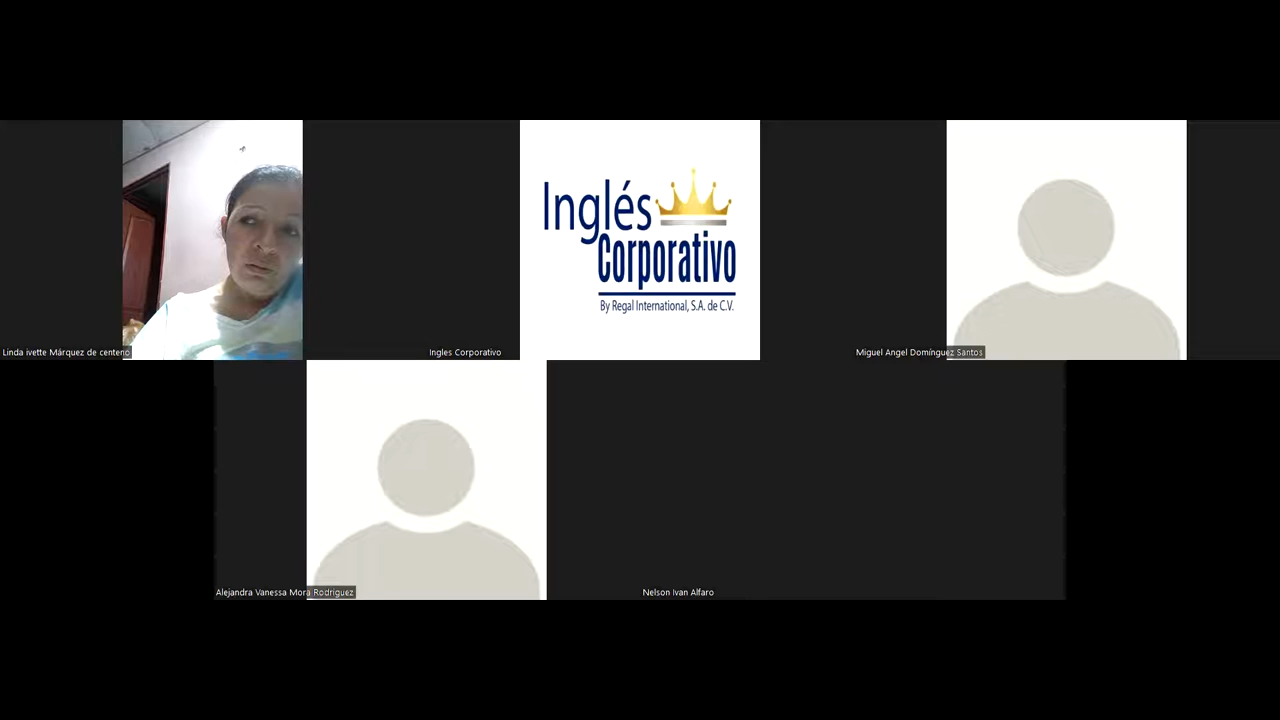 Inglés
Corporativo
By Regal International, S.A. de C.V.
Linda ivette Márquez de centeno
Ingles Corporativo
Miguel Angel Domínguez Santos
Alejandra Vanessa Mora Rodriguez
Nelson Ivan Alfaro